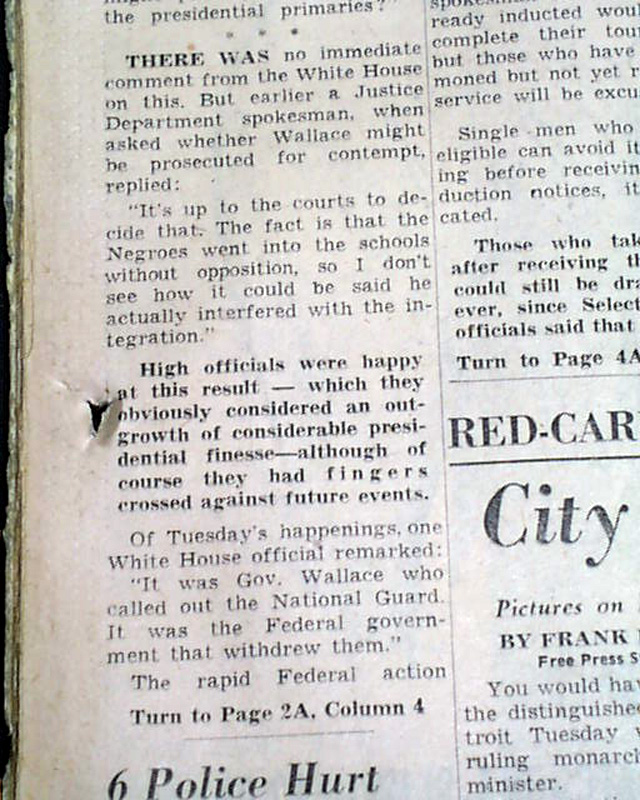 the presidential primaries?"
* * *
THERE WAS no immediate
comment from the White House
on this. But earlier a Justice
Department spokesman, when
asked whether Wallace might
be prosecuted for contempt,
replied:
"It's up to the courts to de-
cide that. The fact is that the
Negroes went into the schools
without opposition, so I don't
see how it could be said he
actually interfered with the in-
tegration."
High officials were happy
at this result — which they
obviously considered an out-
growth of considerable presi-
dential finesse—although of
course they had fingers
crossed against future events.
Of Tuesday's happenings, one
White House official remarked:
"It was Gov. Wallace who
called out the National Guard.
It was the Federal govern-
ment that withdrew them."
The rapid Federal action
Turn to Page 2A, Column 4
6 Police Hurt
ready inducted wou
complete their tou
but those who have
moned but not yet r
service will be excu
Single men who
eligible can avoid it
ing before receivin
duction notices, it
cated.
Those who tak
after receiving th
could still be dra
ever, since Select
officials said that
Turn to Page 4A
RED-CAR
City
Pictures on
BY FRANK
Free Press S
You would hav
the distinguishe
troit Tuesday w
ruling monarch
minister.